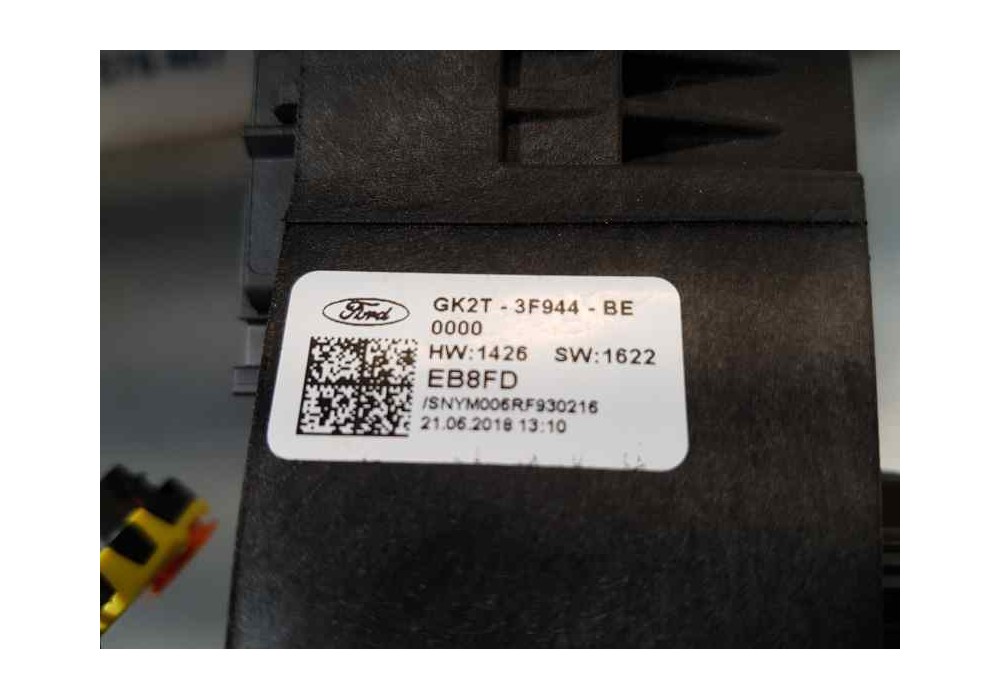 Ford
GK2T - 3F944 - BE
0000
HW:1426 SW:1622
EB8FD
/SNYM006RF930216
21.06.2018 13:10